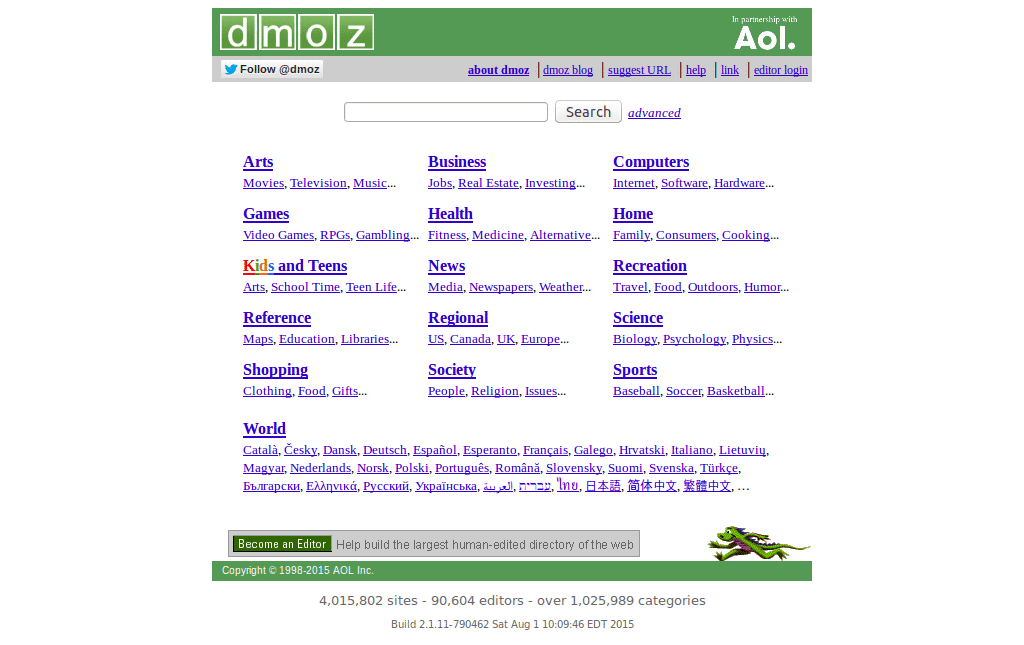 dmoz
In partnership with
Aol.
Follow @dmoz
about dmoz | dmoz blog | suggest URL | help | link | editor login
Search advanced
Arts Business Computers
Movies, Television, Music... Jobs, Real Estate, Investing... Internet, Software, Hardware...
Games Health Home
Video Games, RPGs, Gambling... Fitness, Medicine, Alternative... Family, Consumers, Cooking...
Kids and Teens News Recreation
Arts, School Time, Teen Life... Media, Newspapers, Weather... Travel, Food, Outdoors, Humor...
Reference Regional Science
Maps, Education, Libraries... US, Canada, UK, Europe... Biology, Psychology, Physics...
Shopping Society Sports
Clothing, Food, Gifts... People, Religion, Issues... Baseball, Soccer, Basketball...
World
Català, Česky, Dansk, Deutsch, Español, Esperanto, Français, Galego, Hrvatski, Italiano, Lietuvių,
Magyar, Nederlands, Norsk, Polski, Português, Română, Slovensky, Suomi, Svenska, Türkçe,
Български, Ελληνικά, Русский, Українська, العربية, עברית, ไทย, 日本語, 简体中文, 繁體中文, ...
Become an Editor Help build the largest human-edited directory of the web
Copyright © 1998-2015 AOL Inc.
4,015,802 sites - 90,604 editors - over 1,025,989 categories
Build 2.1.11-790462 Sat Aug 1 10:09:46 EDT 2015